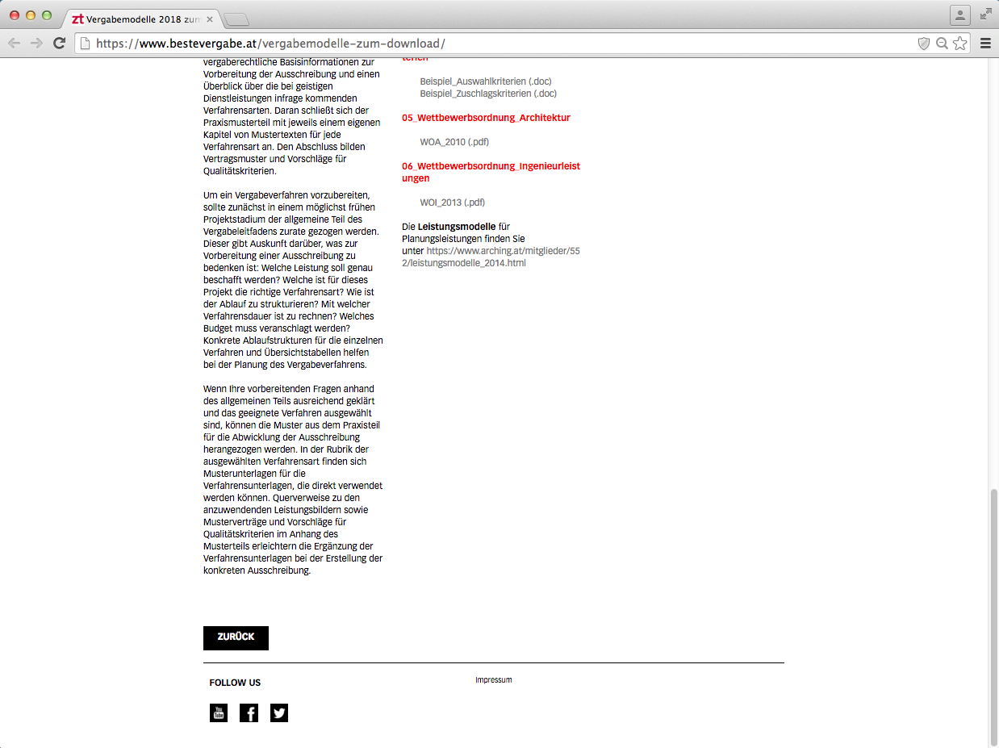 zt Vergabemodelle 2018 zum
https://www.bestevergabe.at/vergabemodelle-zum-download/
vergaberechtliche Basisinformationen zur
Vorbereitung der Ausschreibung und einen
Überblick über die bei geistigen
Dienstleistungen infrage kommenden
Verfahrensarten. Daran schließt sich der
Praxismusterteil mit jeweils einem eigenen
Kapitel von Mustertexten für jede
Verfahrensart an. Den Abschluss bilden
Vertragsmuster und Vorschläge für
Qualitätskriterien.
Um ein Vergabeverfahren vorzubereiten,
sollte zunächst in einem möglichst frühen
Projektstadium der allgemeine Teil des
Vergabeleitfadens zurate gezogen werden.
Dieser gibt Auskunft darüber, was zur
Vorbereitung einer Ausschreibung zu
bedenken ist: Welche Leistung soll genau
beschafft werden? Welche ist für dieses
Projekt die richtige Verfahrensart? Wie ist
der Ablauf zu strukturieren? Mit welcher
Verfahrensdauer ist zu rechnen? Welches
Budget muss veranschlagt werden?
Konkrete Ablaufstrukturen für die einzelnen
Verfahren und Übersichtstabellen helfen
bei der Planung des Vergabeverfahrens.
Wenn Ihre vorbereitenden Fragen anhand
des allgemeinen Teils ausreichend geklärt
und das geeignete Verfahren ausgewählt
sind, können die Muster aus dem Praxisteil
für die Abwicklung der Ausschreibung
herangezogen werden. In der Rubrik der
ausgewählten Verfahrensart finden sich
Musterunterlagen für die
Verfahrensunterlagen, die direkt verwendet
werden können. Querverweise zu den
anzuwendenden Leistungsbildern sowie
Musterverträge und Vorschläge für
Qualitätskriterien im Anhang des
Musterteils erleichtern die Ergänzung der
Verfahrensunterlagen bei der Erstellung der
konkreten Ausschreibung.
terien
Beispiel_Auswahlkriterien (.doc)
Beispiel_Zuschlagskriterien (.doc)
05_Wettbewerbsordnung_Architektur
WOA_2010 (.pdf)
06_Wettbewerbsordnung_Ingenieurleist
ungen
WOI_2013 (.pdf)
Die Leistungsmodelle für
Planungsleistungen finden Sie
unter https://www.arching.at/mitglieder/55
2/leistungsmodelle_2014.html
ZURÜCK
FOLLOW US
Impressum
You Tube